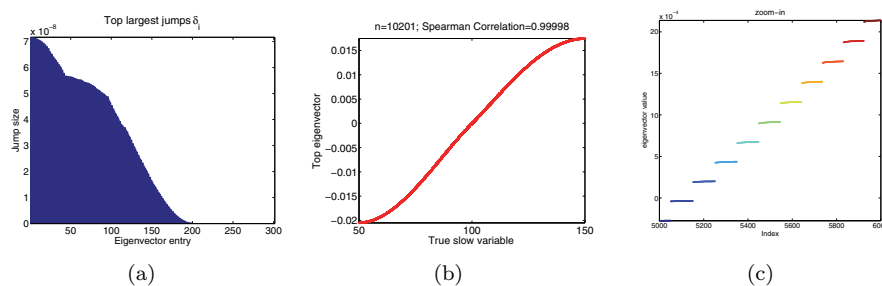 Top largest jumps δi
x 10⁻⁸
7
6
5
4
3
2
1
0
50
100
150
200
250
300
Jump size
Eigenvector entry
(a)
n=10201; Spearman Correlation=0.99998
0.015
0.01
0.005
0
−0.005
−0.01
−0.015
−0.02
50
100
150
Top eigenvector
True slow variable
(b)
zoom-in
x 10⁻⁴
20
15
10
5
0
5000
5200
5400
5600
5800
600
eigenvector value
Index
(c)